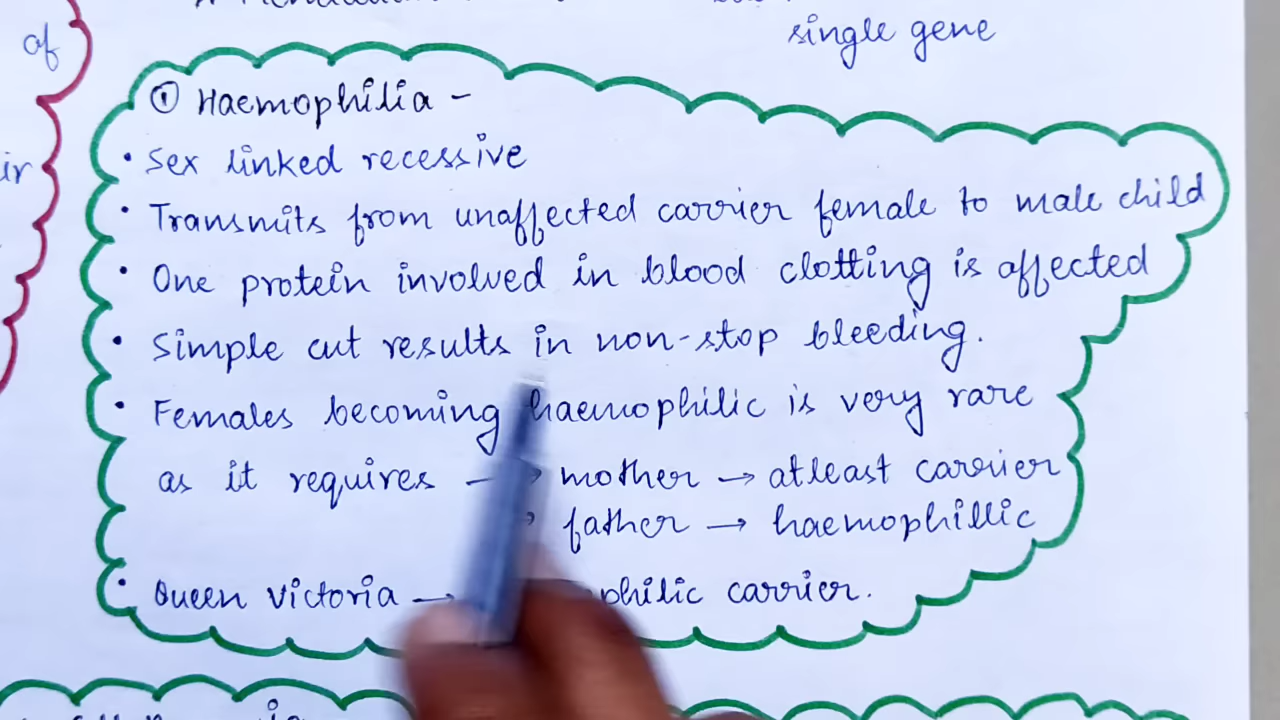 of
single gene
① Haemophilia -
ir
• Sex linked recessive
• Transmits from unaffected carrier female to male child
• One protein involved in blood clotting is affected
• Simple cut results in non-stop bleeding.
• Females becoming haemophilic is very rare
as it requires → mother → atleast carrier
father → haemophillic
• Queen Victoria → philic carrier.